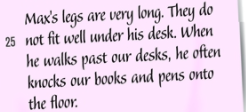 Max's legs are very long. They do
25 not fit well under his desk. When
he walks past our desks, he often
knocks our books and pens onto
the floor.